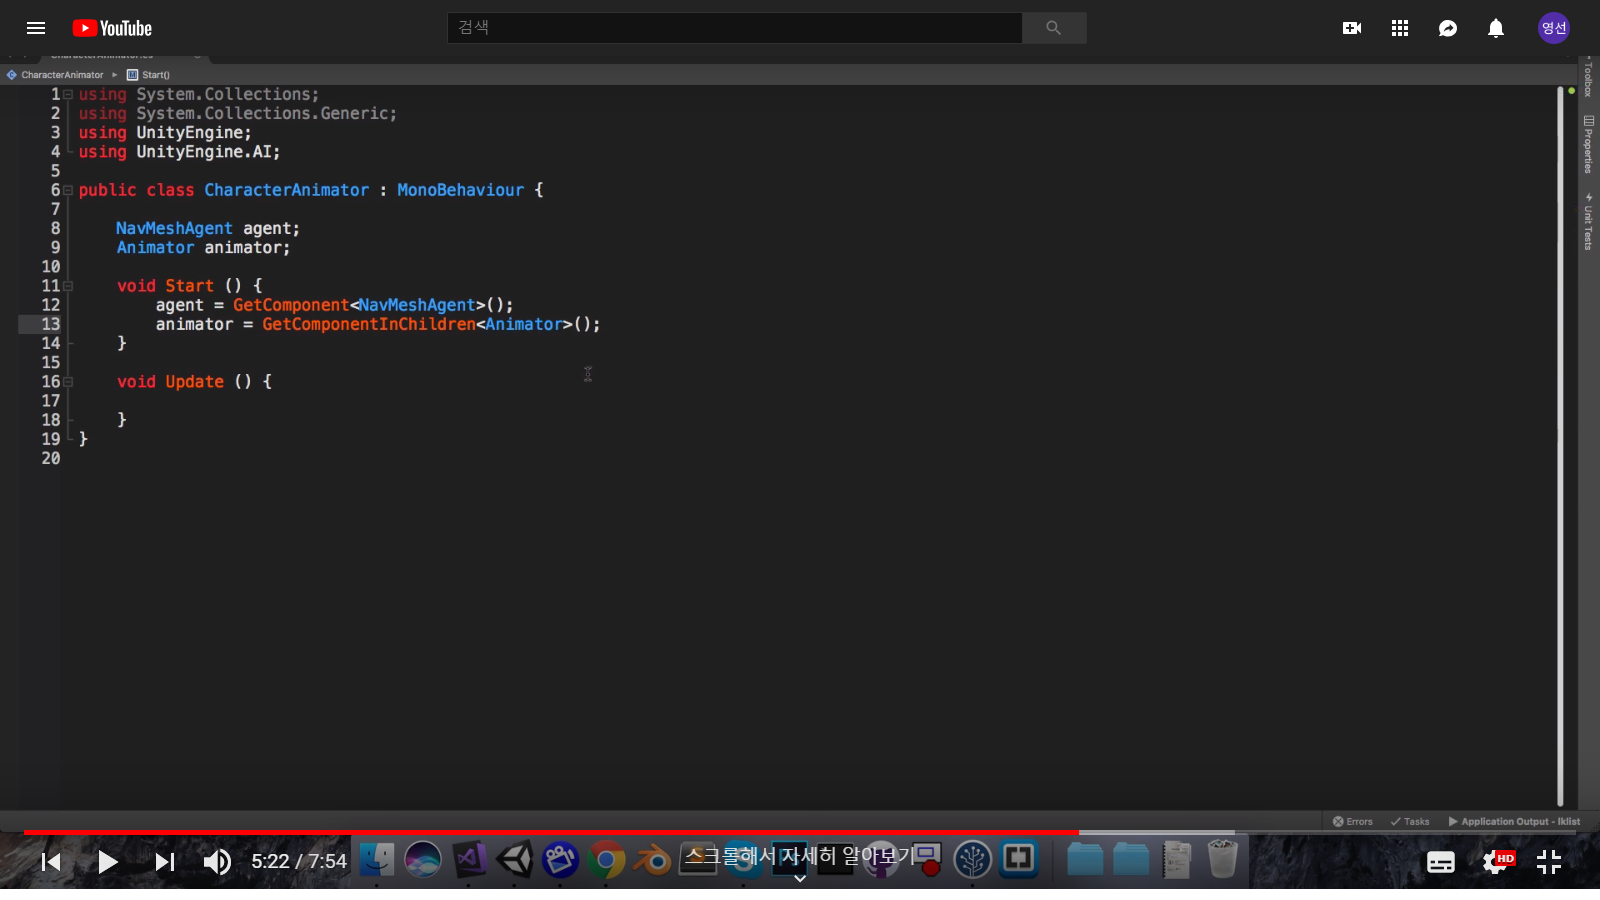 YouTube
검색
영선
CharacterAnimator.cs
CharacterAnimator ▸ Start()
1 using System.Collections;
2 using System.Collections.Generic;
3 using UnityEngine;
4 using UnityEngine.AI;
5
6 public class CharacterAnimator : MonoBehaviour {
7
8 NavMeshAgent agent;
9 Animator animator;
10
11 void Start () {
12 agent = GetComponent<NavMeshAgent>();
13 animator = GetComponentInChildren<Animator>();
14 }
15
16 void Update () {
17
18 }
19 }
20
Toolbox
Properties
Unit Tests
Errors Tasks Application Output - Iklist
5:22 / 7:54
스크롤해서 자세히 알아보기
HD